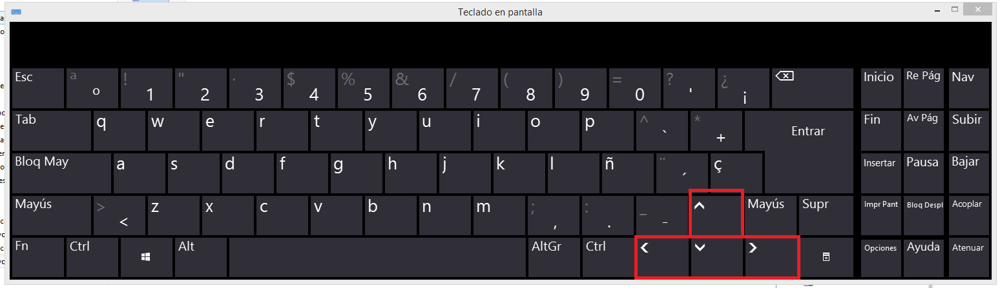 Teclado en pantalla
Esc ª º ! 1 " 2 · 3 $ 4 % 5 & 6 / 7 ( 8 ) 9 = 0 ? ' ¿ ¡ Inicio Re Pág Nav
Tab q w e r t y u i o p ^ ` * + Entrar Fin Av Pág Subir
Bloq May a s d f g h j k l ñ ¨ ´ ç Insertar Pausa Bajar
Mayús > < z x c v b n m ; , : . _ - Mayús Supr Impr Pant Bloq Despl Acoplar
Fn Ctrl Alt AltGr Ctrl Opciones Ayuda Atenuar